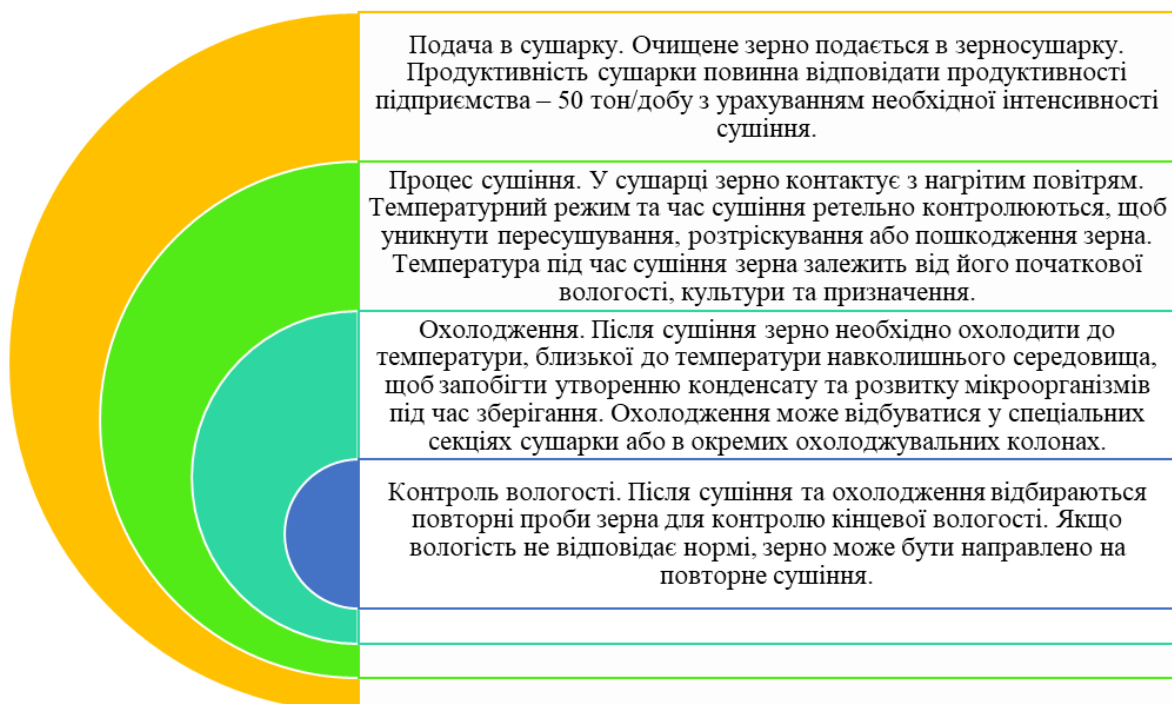 Подача в сушарку. Очищене зерно подається в зерносушарку.
Продуктивність сушарки повинна відповідати продуктивності
підприємства – 50 тон/добу з урахуванням необхідної інтенсивності
сушіння.
Процес сушіння. У сушарці зерно контактує з нагрітим повітрям.
Температурний режим та час сушіння ретельно контролюються, щоб
уникнути пересушування, розтріскування або пошкодження зерна.
Температура під час сушіння зерна залежить від його початкової
вологості, культури та призначення.
Охолодження. Після сушіння зерно необхідно охолодити до
температури, близької до температури навколишнього середовища,
щоб запобігти утворенню конденсату та розвитку мікроорганізмів
під час зберігання. Охолодження може відбуватися у спеціальних
секціях сушарки або в окремих охолоджувальних колонах.
Контроль вологості. Після сушіння та охолодження відбираються
повторні проби зерна для контролю кінцевої вологості. Якщо
вологість не відповідає нормі, зерно може бути направлено на
повторне сушіння.